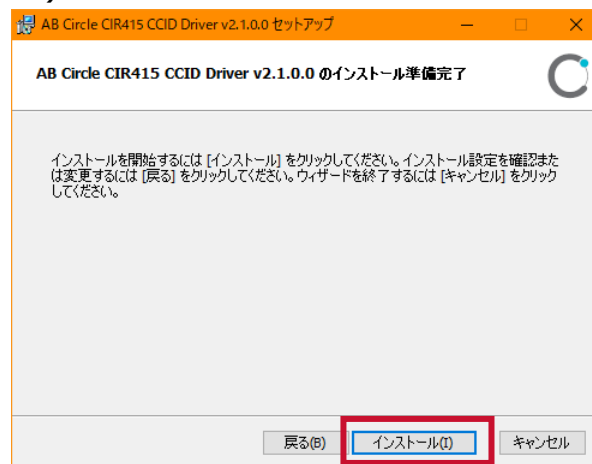 AB Circle CIR415 CCID Driver v2.1.0.0 セットアップ
AB Circle CIR415 CCID Driver v2.1.0.0 のインストール準備完了
インストールを開始するには [インストール] をクリックしてください。インストール設定を確認また
は変更するには [戻る] をクリックしてください。ウィザードを終了するには [キャンセル] をクリック
してください。
戻る(B) インストール(I) キャンセル